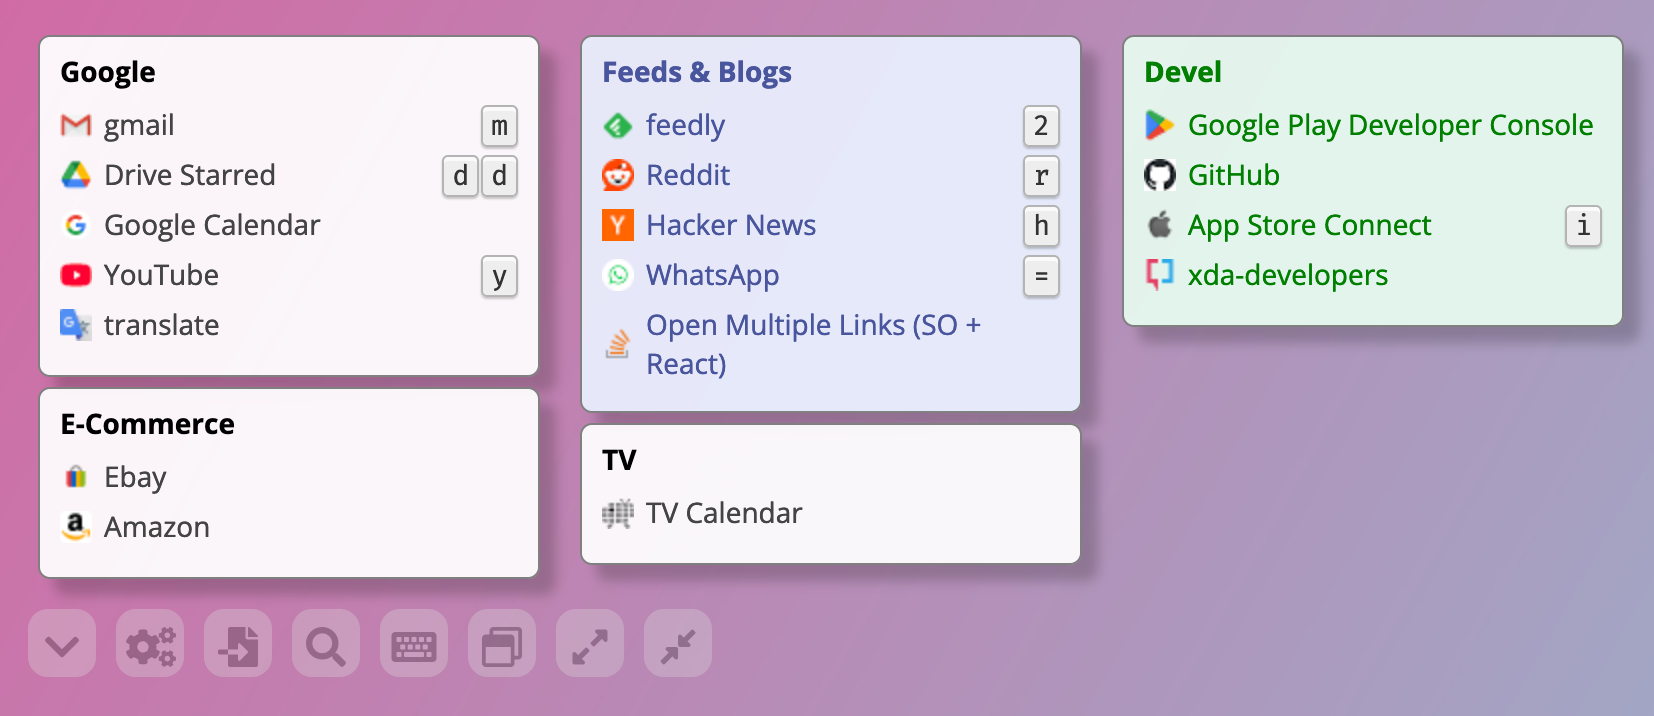 Google
gmail m
Drive Starred d d
Google Calendar
YouTube y
translate
E-Commerce
Ebay
Amazon
Feeds & Blogs
feedly 2
Reddit r
Hacker News h
WhatsApp =
Open Multiple Links (SO +
React)
TV
TV Calendar
Devel
Google Play Developer Console
GitHub
App Store Connect i
xda-developers